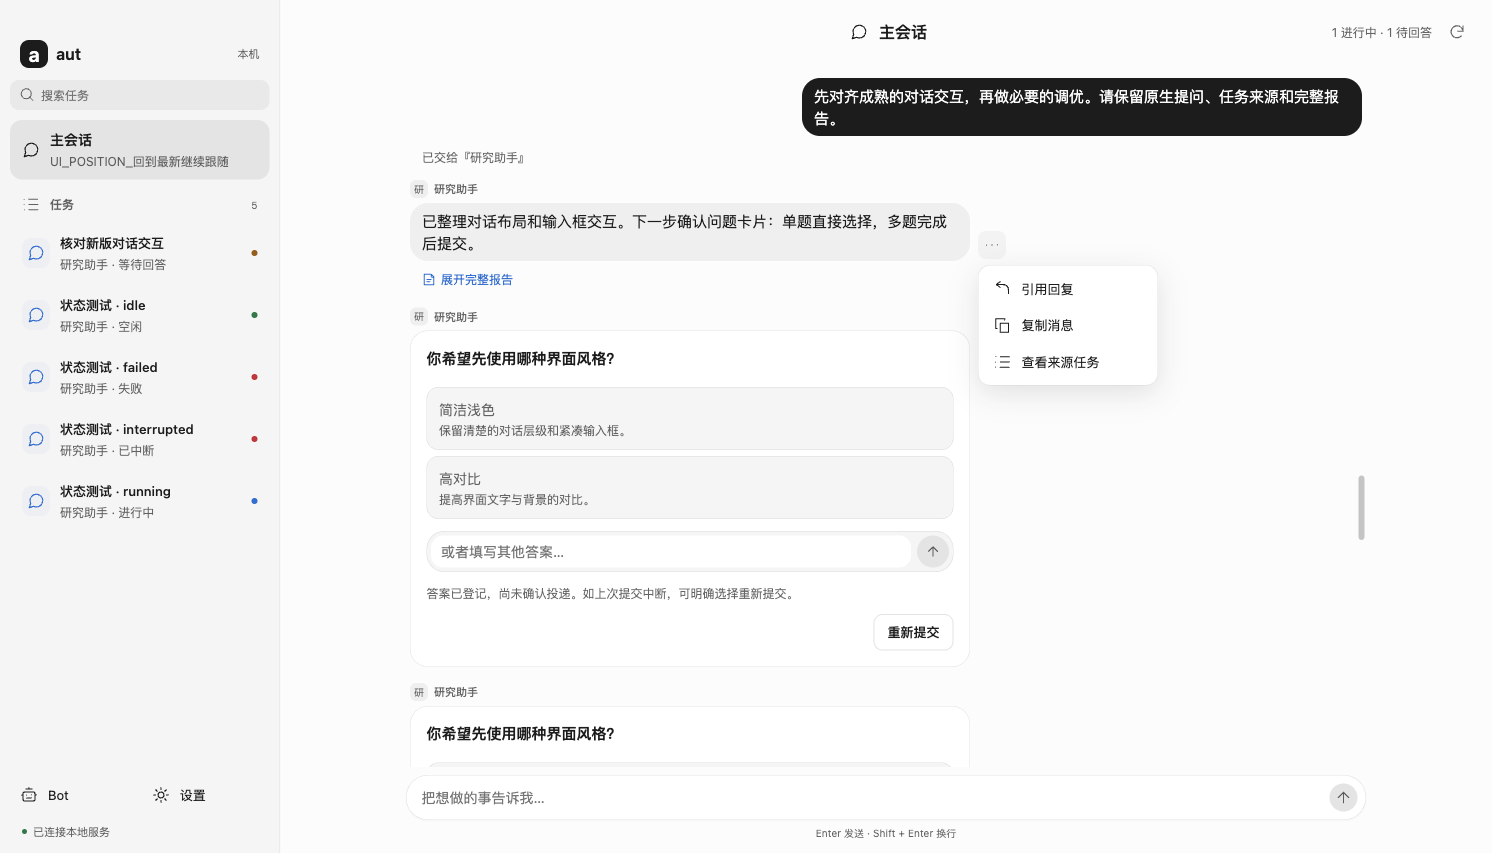 a aut
本机
搜索任务
主会话
UI_POSITION_回到最新继续跟随
任务
5
核对新版对话交互
研究助手 · 等待回答
状态测试 · idle
研究助手 · 空闲
状态测试 · failed
研究助手 · 失败
状态测试 · interrupted
研究助手 · 已中断
状态测试 · running
研究助手 · 进行中
Bot
设置
已连接本地服务
主会话
1 进行中 · 1 待回答
先对齐成熟的对话交互，再做必要的调优。请保留原生提问、任务来源和完整报
告。
已交给『研究助手』
研 研究助手
已整理对话布局和输入框交互。下一步确认问题卡片：单题直接选择，多题完成
后提交。
···
展开完整报告
引用回复
复制消息
查看来源任务
研 研究助手
你希望先使用哪种界面风格？
简洁浅色
保留清楚的对话层级和紧凑输入框。
高对比
提高界面文字与背景的对比。
或者填写其他答案...
答案已登记，尚未确认投递。如上次提交中断，可明确选择重新提交。
重新提交
研 研究助手
你希望先使用哪种界面风格？
把想做的事告诉我...
Enter 发送 · Shift + Enter 换行